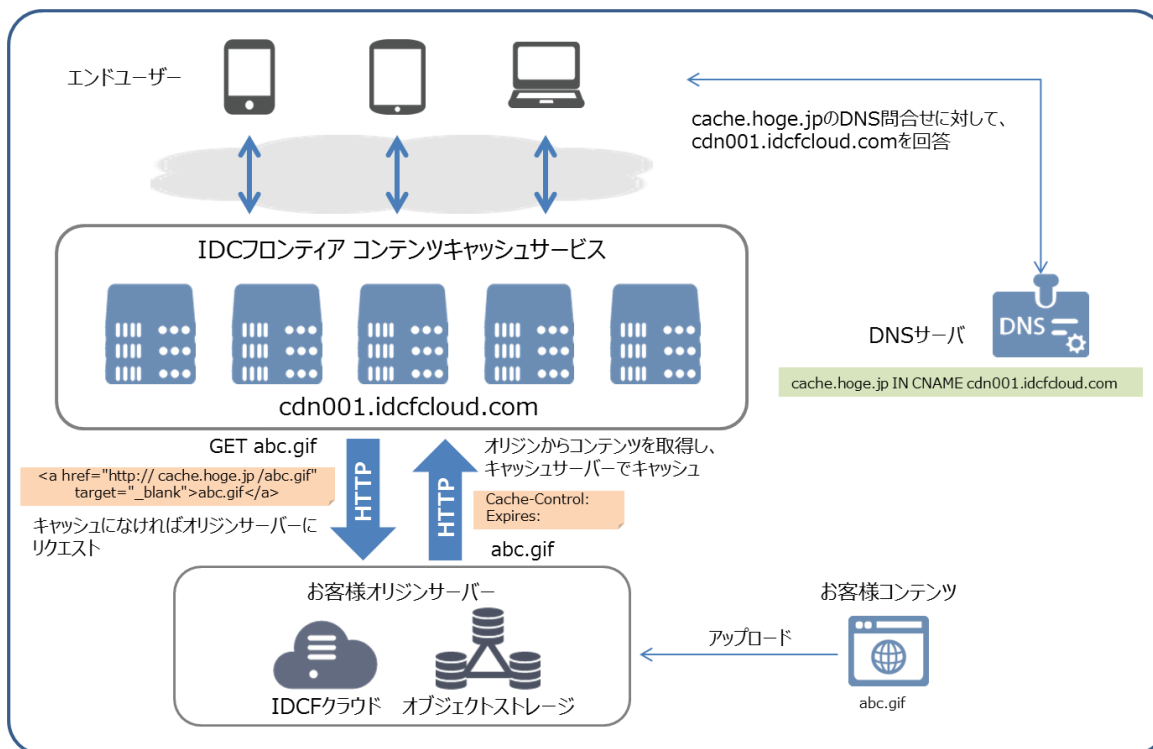 エンドユーザー
cache.hoge.jpのDNS問合せに対して、
cdn001.idcfcloud.comを回答
IDCフロンティア コンテンツキャッシュサービス
cdn001.idcfcloud.com
DNS
DNSサーバ
cache.hoge.jp IN CNAME cdn001.idcfcloud.com
GET abc.gif
<a href="http:// cache.hoge.jp /abc.gif"
target="_blank">abc.gif</a>
キャッシュになければオリジンサーバーに
リクエスト
HTTP
HTTP
オリジンからコンテンツを取得し、
キャッシュサーバーでキャッシュ
Cache-Control:
Expires:
abc.gif
お客様オリジンサーバー
IDCFクラウド
オブジェクトストレージ
アップロード
お客様コンテンツ
abc.gif